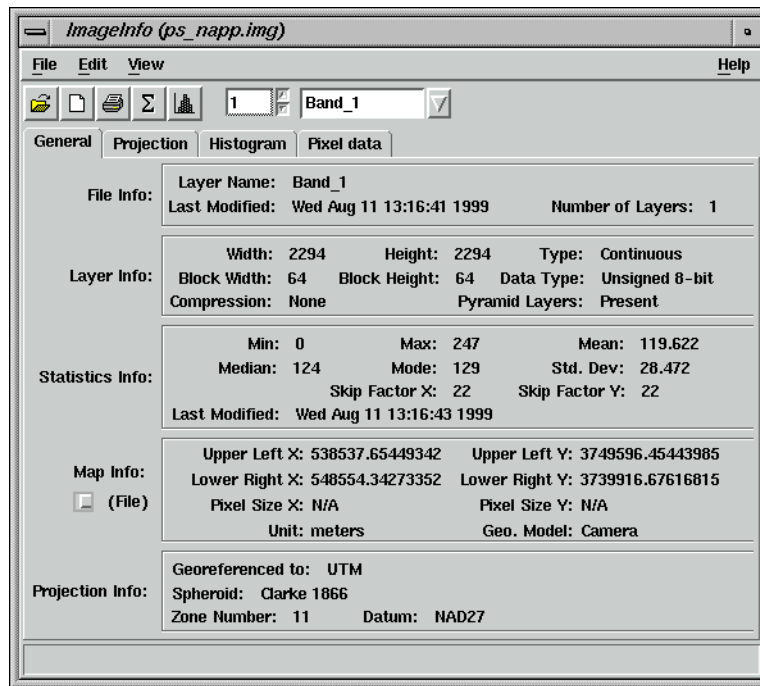 ImageInfo (ps_napp.img)
File Edit View Help
Σ 1 Band_1
General Projection Histogram Pixel data
File Info:
Layer Name: Band_1
Last Modified: Wed Aug 11 13:16:41 1999 Number of Layers: 1
Layer Info:
Width: 2294 Height: 2294 Type: Continuous
Block Width: 64 Block Height: 64 Data Type: Unsigned 8-bit
Compression: None Pyramid Layers: Present
Statistics Info:
Min: 0 Max: 247 Mean: 119.622
Median: 124 Mode: 129 Std. Dev: 28.472
Skip Factor X: 22 Skip Factor Y: 22
Last Modified: Wed Aug 11 13:16:43 1999
Map Info:
(File)
Upper Left X: 538537.65449342 Upper Left Y: 3749596.45443985
Lower Right X: 548554.34273352 Lower Right Y: 3739916.67616815
Pixel Size X: N/A Pixel Size Y: N/A
Unit: meters Geo. Model: Camera
Projection Info:
Georeferenced to: UTM
Spheroid: Clarke 1866
Zone Number: 11 Datum: NAD27